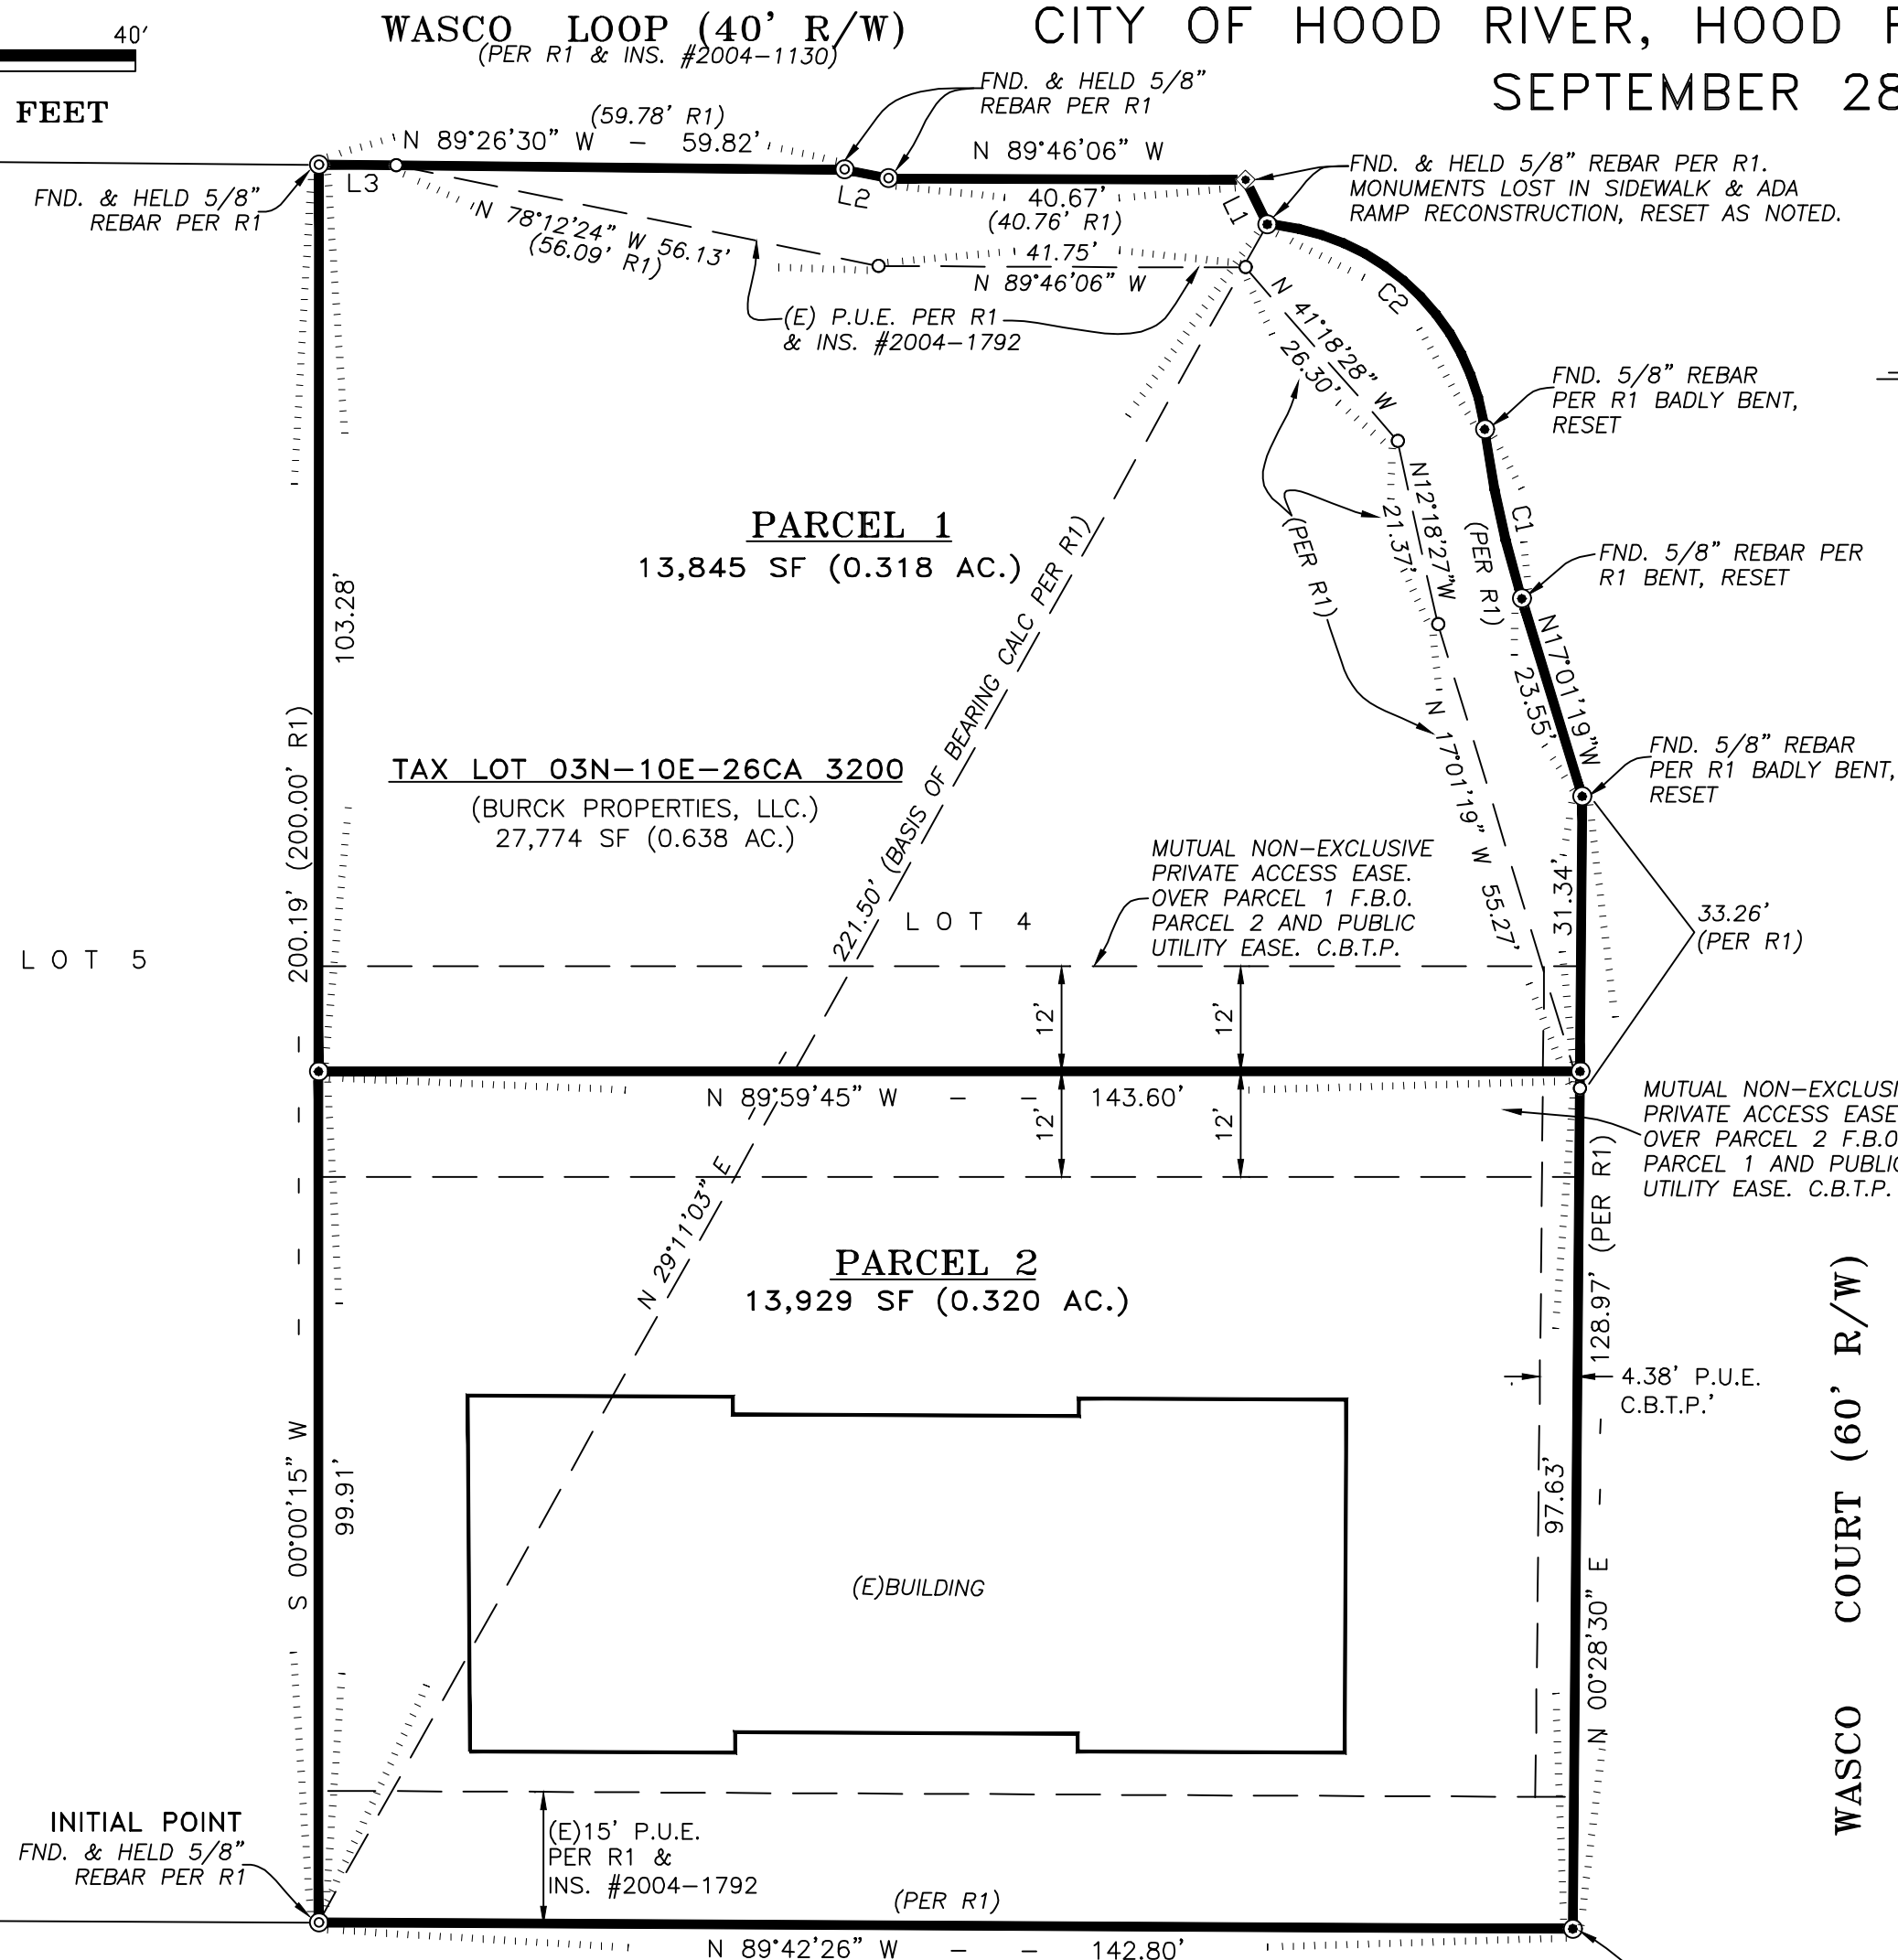 40'
FEET
WASCO LOOP (40' R/W)
(PER R1 & INS. #2004-1130)
CITY OF HOOD RIVER, HOOD
SEPTEMBER 28
FND. & HELD 5/8"
REBAR PER R1
(59.78' R1)
N 89°26'30" W - 59.82'
N 89°46'06" W
FND. & HELD 5/8" REBAR PER R1.
MONUMENTS LOST IN SIDEWALK & ADA
RAMP RECONSTRUCTION, RESET AS NOTED.
FND. & HELD 5/8"
REBAR PER R1
L3
L2
L1
40.67'
(40.76' R1)
N 78°12'24" W 56.13'
(56.09' R1)
41.75'
N 89°46'06" W
(E) P.U.E. PER R1
& INS. #2004-1792
N 41°18'28" W
26.30'
C2
FND. 5/8" REBAR
PER R1 BADLY BENT,
RESET
N12°18'27"W
21.37'
(PER R1)
(PER R1)
C1
FND. 5/8" REBAR PER
R1 BENT, RESET
PARCEL 1
13,845 SF (0.318 AC.)
103.28'
N17°01'19"W
23.55'
N 17°01'19" W 55.27'
FND. 5/8" REBAR
PER R1 BADLY BENT,
RESET
TAX LOT 03N-10E-26CA 3200
(BURCK PROPERTIES, LLC.)
27,774 SF (0.638 AC.)
200.19' (200.00' R1)
221.50' (BASIS OF BEARING CALC PER R1)
MUTUAL NON-EXCLUSIVE
PRIVATE ACCESS EASE.
OVER PARCEL 1 F.B.O.
PARCEL 2 AND PUBLIC
UTILITY EASE. C.B.T.P.
LOT 4
LOT 5
31.34'
33.26'
(PER R1)
12'
12'
N 89°59'45" W - - 143.60'
12'
12'
MUTUAL NON-EXCLUSI
PRIVATE ACCESS EASE
OVER PARCEL 2 F.B.O
PARCEL 1 AND PUBLIC
UTILITY EASE. C.B.T.P.
N 29°11'03" E
PARCEL 2
13,929 SF (0.320 AC.)
128.97' (PER R1)
4.38' P.U.E.
C.B.T.P.'
S 00°00'15" W
99.91'
97.63'
N 00°28'30" E
WASCO COURT (60' R/W)
(E)BUILDING
INITIAL POINT
FND. & HELD 5/8"
REBAR PER R1
(E)15' P.U.E.
PER R1 &
INS. #2004-1792
(PER R1)
N 89°42'26" W - - 142.80'